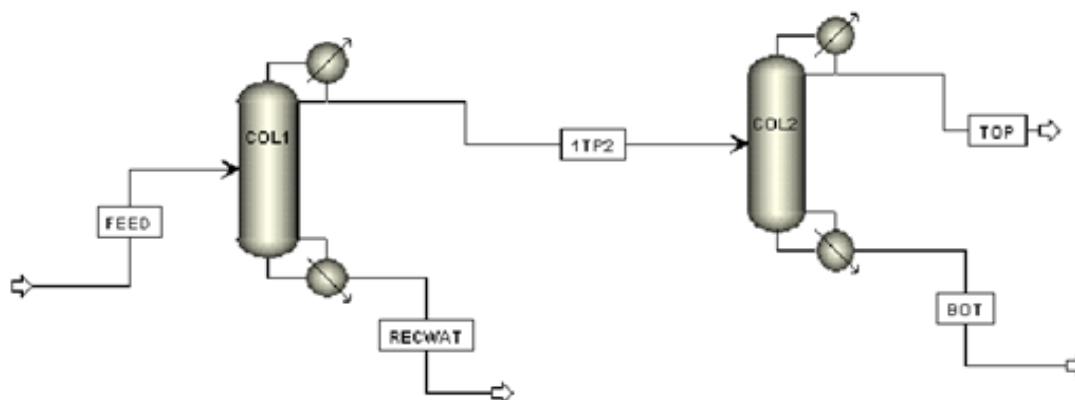 COL1
COL2
1TP2
TOP
FEED
RECWAT
BOT